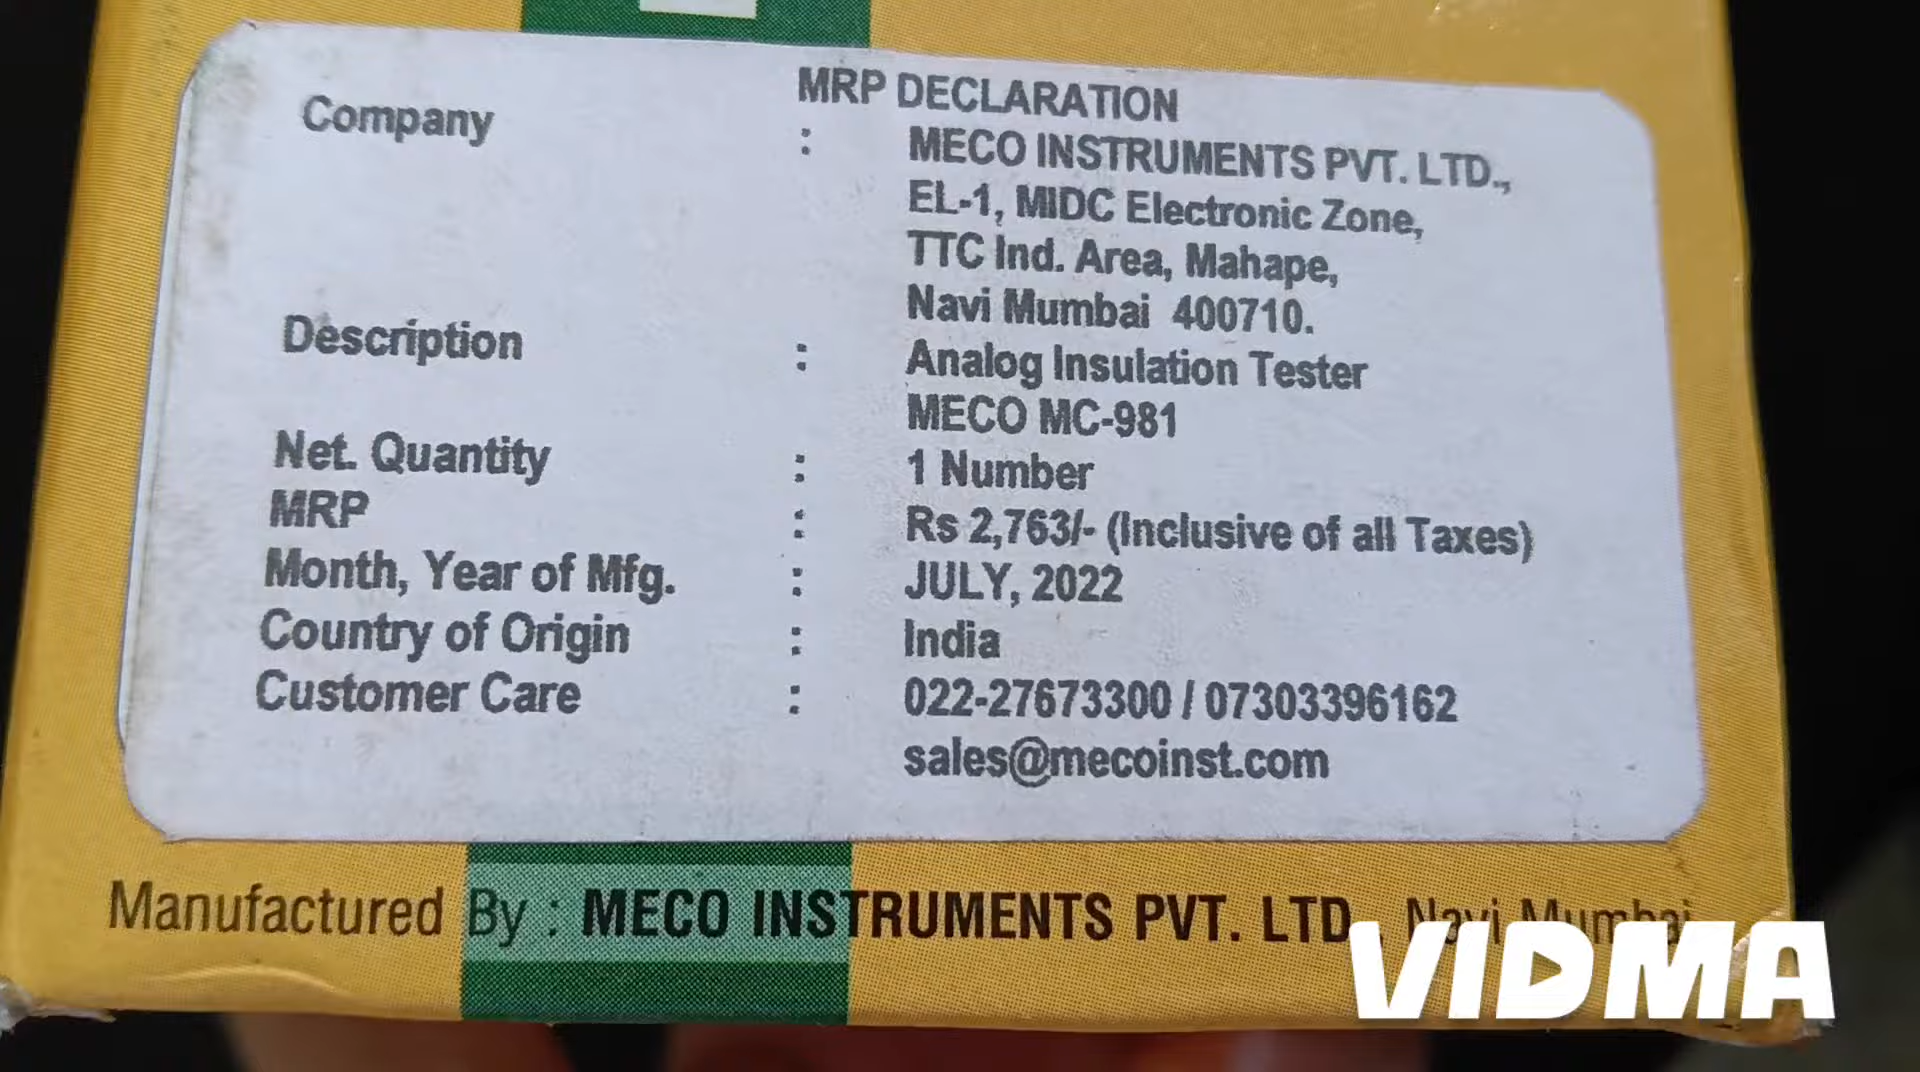 MRP DECLARATION
Company : MECO INSTRUMENTS PVT. LTD.,
EL-1, MIDC Electronic Zone,
TTC Ind. Area, Mahape,
Navi Mumbai 400710.
Description : Analog Insulation Tester
MECO MC-981
Net. Quantity : 1 Number
MRP : Rs 2,763/- (Inclusive of all Taxes)
Month, Year of Mfg. : JULY, 2022
Country of Origin : India
Customer Care : 022-27673300 / 07303396162
sales@mecoinst.com
Manufactured By : MECO INSTRUMENTS PVT. LTD., Navi Mumbai
VIDMA